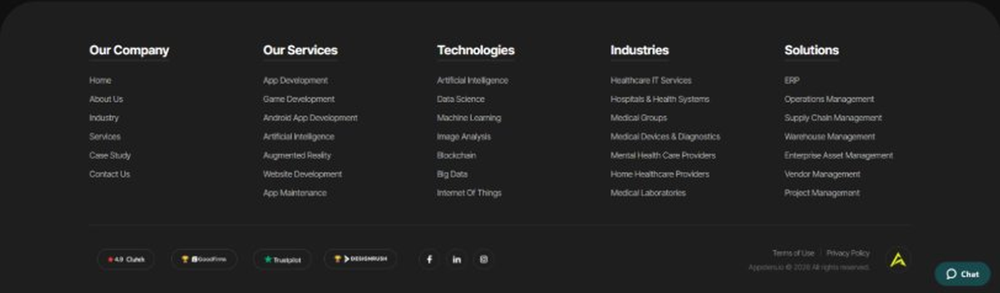 Our Company
Home
About Us
Industry
Services
Case Study
Contact Us
Our Services
App Development
Game Development
Android App Development
Artificial Intelligence
Augmented Reality
Website Development
App Maintenance
Technologies
Artificial Intelligence
Data Science
Machine Learning
Image Analysis
Blockchain
Big Data
Internet Of Things
Industries
Healthcare IT Services
Hospitals & Health Systems
Medical Groups
Medical Devices & Diagnostics
Mental Health Care Providers
Home Healthcare Providers
Medical Laboratories
Solutions
ERP
Operations Management
Supply Chain Management
Warehouse Management
Enterprise Asset Management
Vendor Management
Project Management
4.9 Clutch
GoodFirms
Trustpilot
DESIGNRUSH
Terms of Use | Privacy Policy
© 2026 All rights reserved.
Chat